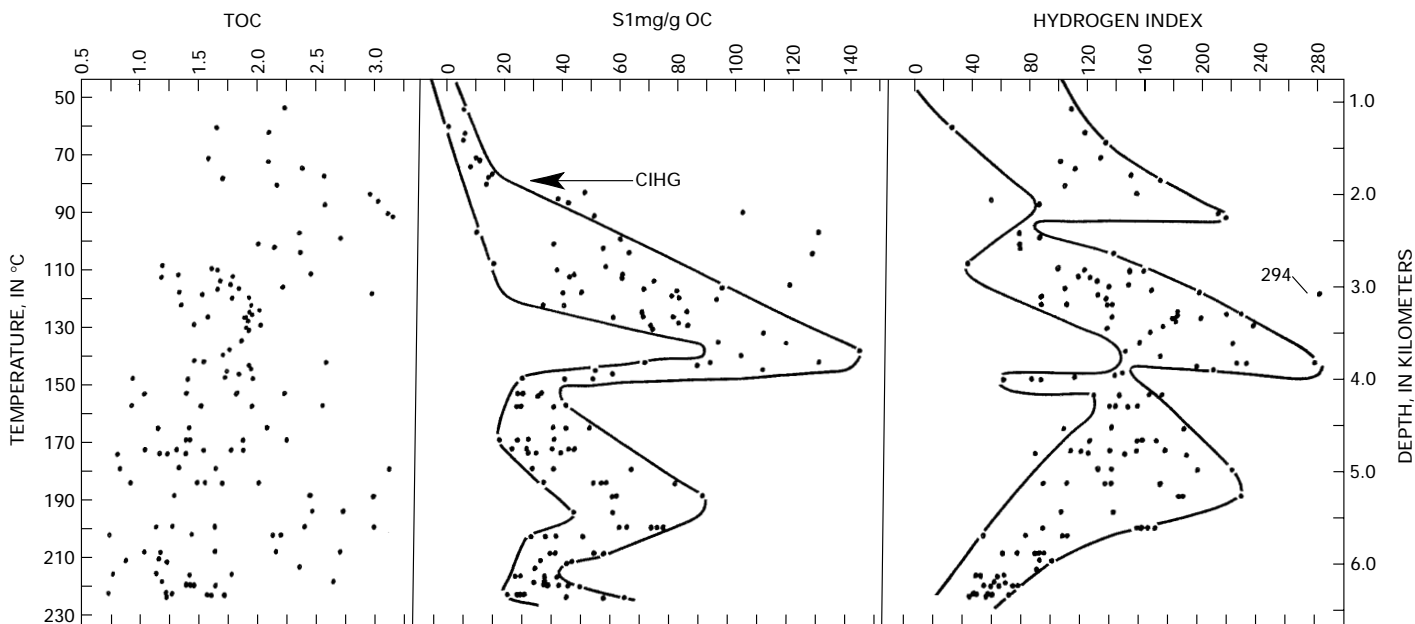 TOC
S1mg/g OC
HYDROGEN INDEX
0.5 1.0 1.5 2.0 2.5 3.0
0 20 40 60 80 100 120 140
0 40 80 120 160 200 240 280
50
70
90
110
130
150
170
190
210
230
TEMPERATURE, IN °C
CIHG
294
1.0
2.0
3.0
4.0
5.0
6.0
DEPTH, IN KILOMETERS